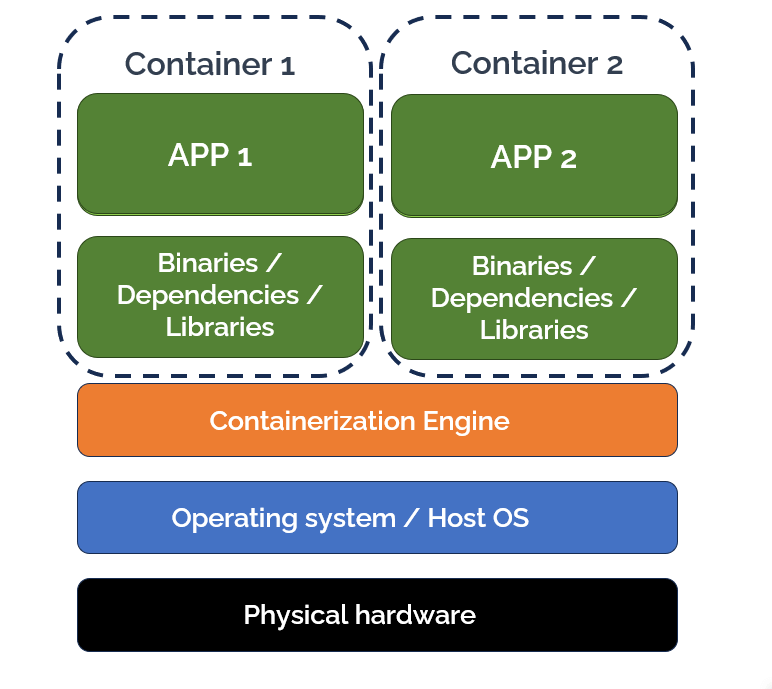 Container 1
Container 2
APP 1
APP 2
Binaries /
Dependencies /
Libraries
Binaries /
Dependencies /
Libraries
Containerization Engine
Operating system / Host OS
Physical hardware